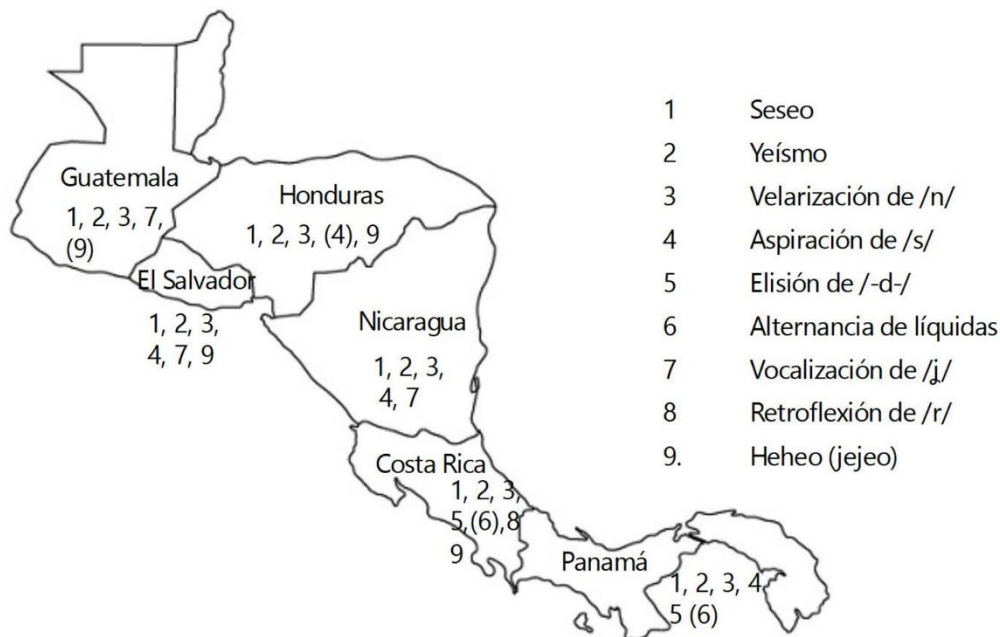 Guatemala
1, 2, 3, 7,
(9)
Honduras
1, 2, 3, (4), 9
El Salvador
1, 2, 3,
4, 7, 9
Nicaragua
1, 2, 3,
4, 7
Costa Rica
1, 2, 3,
5,(6),8
9
Panamá
1, 2, 3, 4
5 (6)
1 Seseo
2 Yeísmo
3 Velarización de /n/
4 Aspiración de /s/
5 Elisión de /-d-/
6 Alternancia de líquidas
7 Vocalización de /ʝ/
8 Retroflexión de /r/
9. Heheo (jejeo)